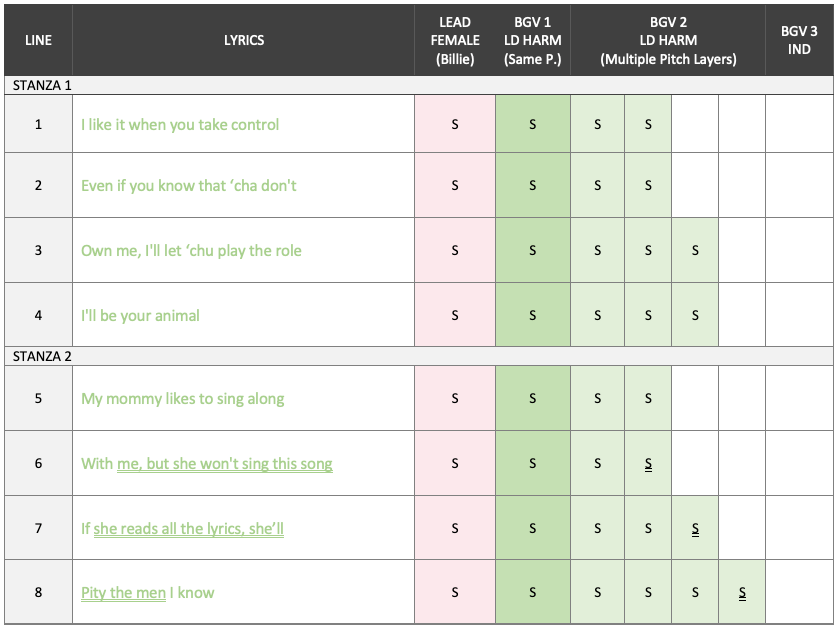 LINE LYRICS LEAD FEMALE (Billie) BGV 1 LD HARM (Same P.) BGV 2 LD HARM (Multiple Pitch Layers) BGV 3 IND
STANZA 1
1 I like it when you take control S S S S
2 Even if you know that ‘cha don't S S S S
3 Own me, I'll let ‘chu play the role S S S S S
4 I'll be your animal S S S S S
STANZA 2
5 My mommy likes to sing along S S S S
6 With me, but she won't sing this song S S S S
7 If she reads all the lyrics, she’ll S S S S S
8 Pity the men I know S S S S S S